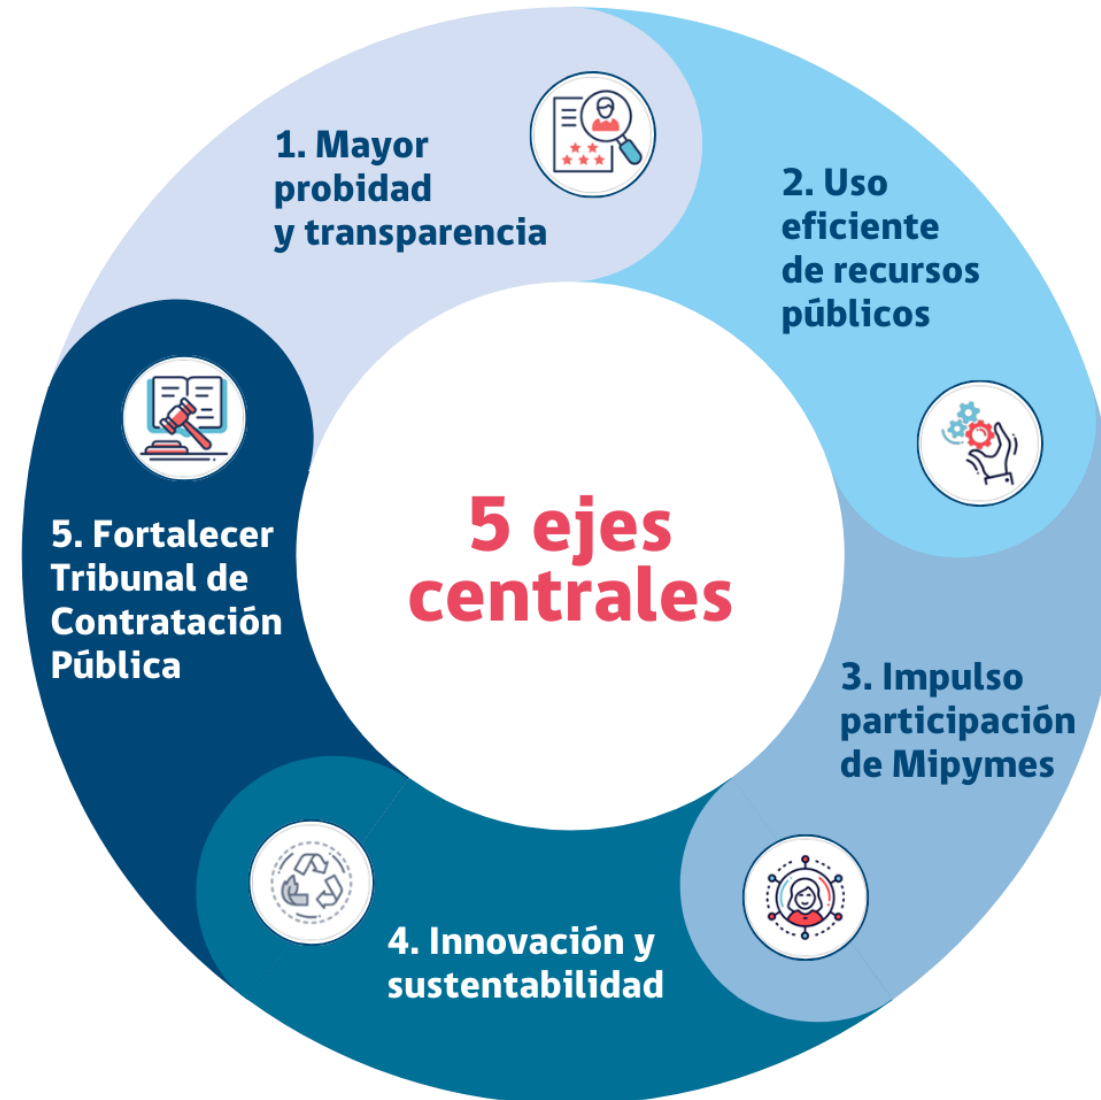 1. Mayor
probidad
y transparencia
2. Uso
eficiente
de recursos
públicos
5 ejes
centrales
5. Fortalecer
Tribunal de
Contratación
Pública
3. Impulso
participación
de Mipymes
4. Innovación y
sustentabilidad